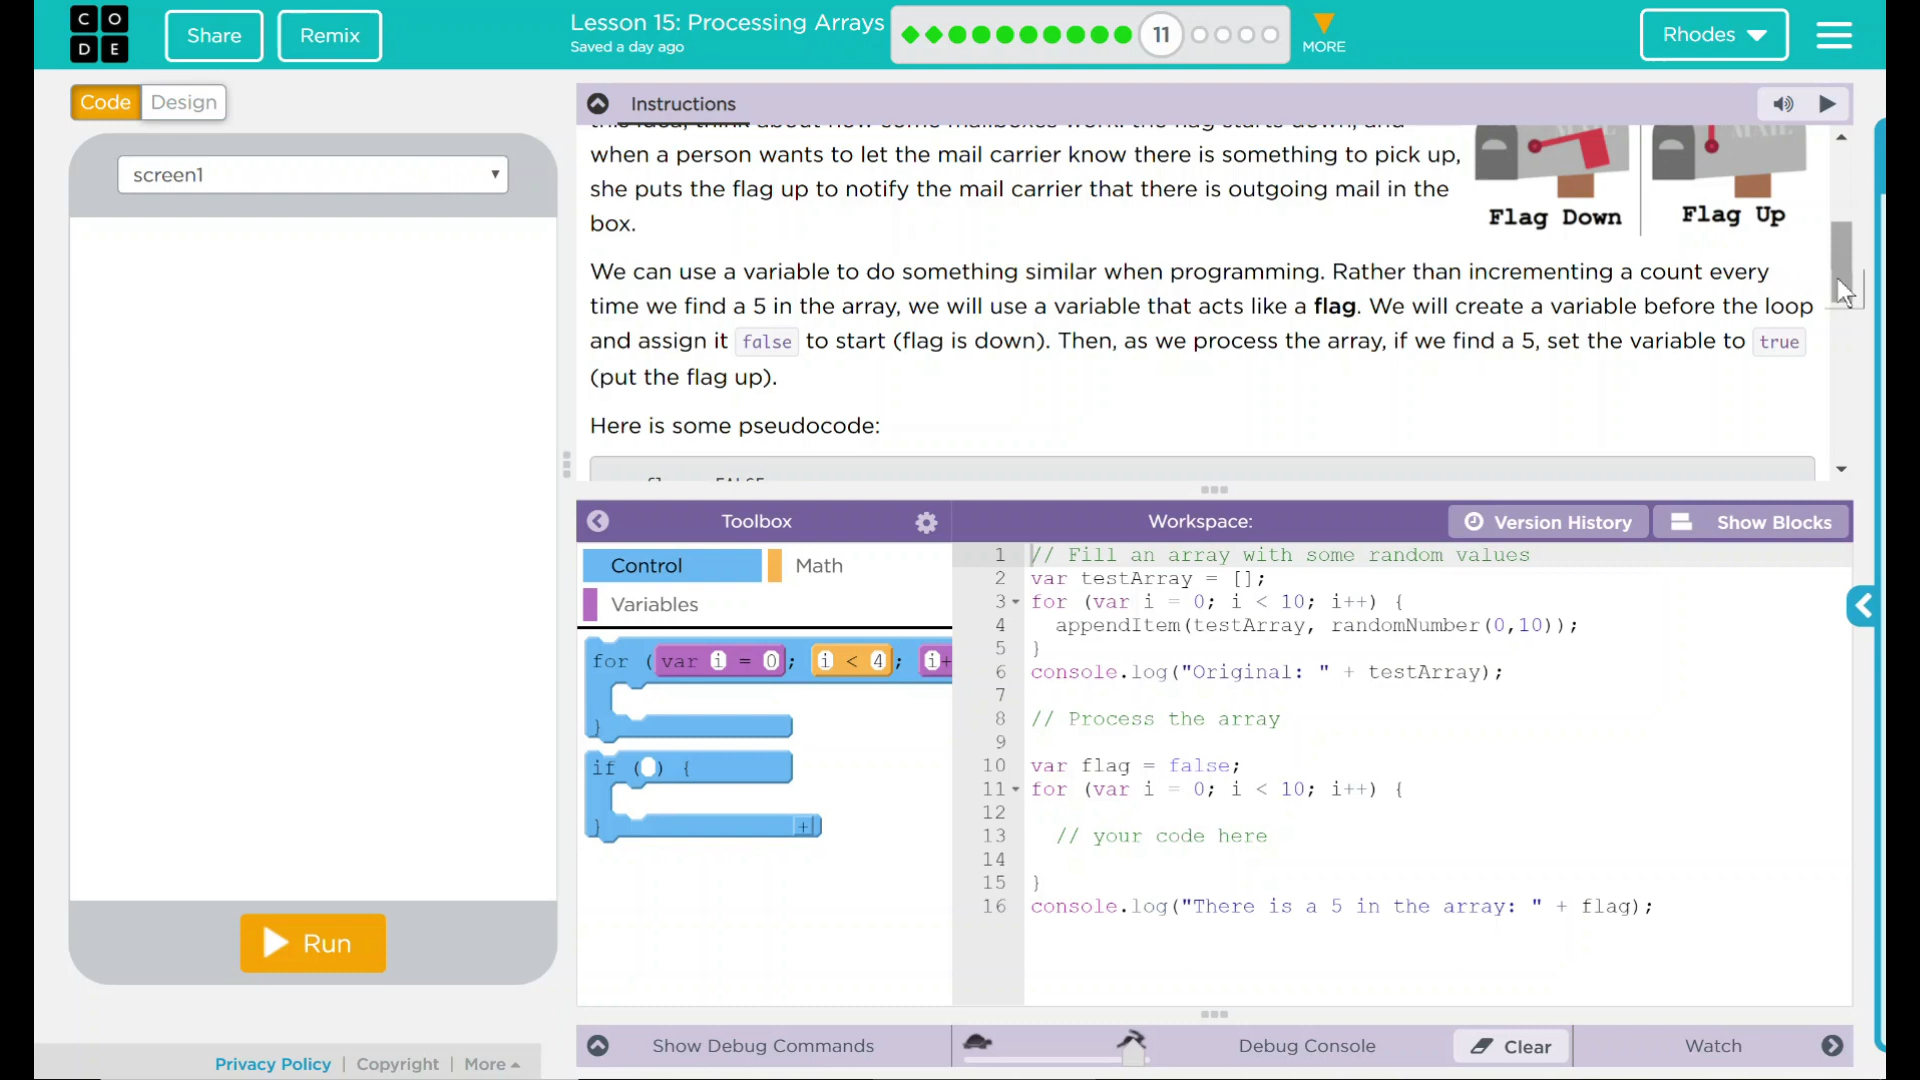 CODE
Share
Remix
Lesson 15: Processing Arrays
Saved a day ago
11
MORE
Rhodes
Code
Design
Instructions
screen1
when a person wants to let the mail carrier know there is something to pick up,
she puts the flag up to notify the mail carrier that there is outgoing mail in the
box.
Flag Down
Flag Up
We can use a variable to do something similar when programming. Rather than incrementing a count every
time we find a 5 in the array, we will use a variable that acts like a flag. We will create a variable before the loop
and assign it false to start (flag is down). Then, as we process the array, if we find a 5, set the variable to true
(put the flag up).
Here is some pseudocode:
Toolbox
Workspace:
Version History
Show Blocks
Control
Math
Variables
for (var i = 0; i < 4; i+
}
if ( ) {
}
+
1 // Fill an array with some random values
2 var testArray = [];
3 for (var i = 0; i < 10; i++) {
4 appendItem(testArray, randomNumber(0,10));
5 }
6 console.log("Original: " + testArray);
7
8 // Process the array
9
10 var flag = false;
11 for (var i = 0; i < 10; i++) {
12
13 // your code here
14
15 }
16 console.log("There is a 5 in the array: " + flag);
Run
Show Debug Commands
Debug Console
Clear
Watch
Privacy Policy | Copyright | More